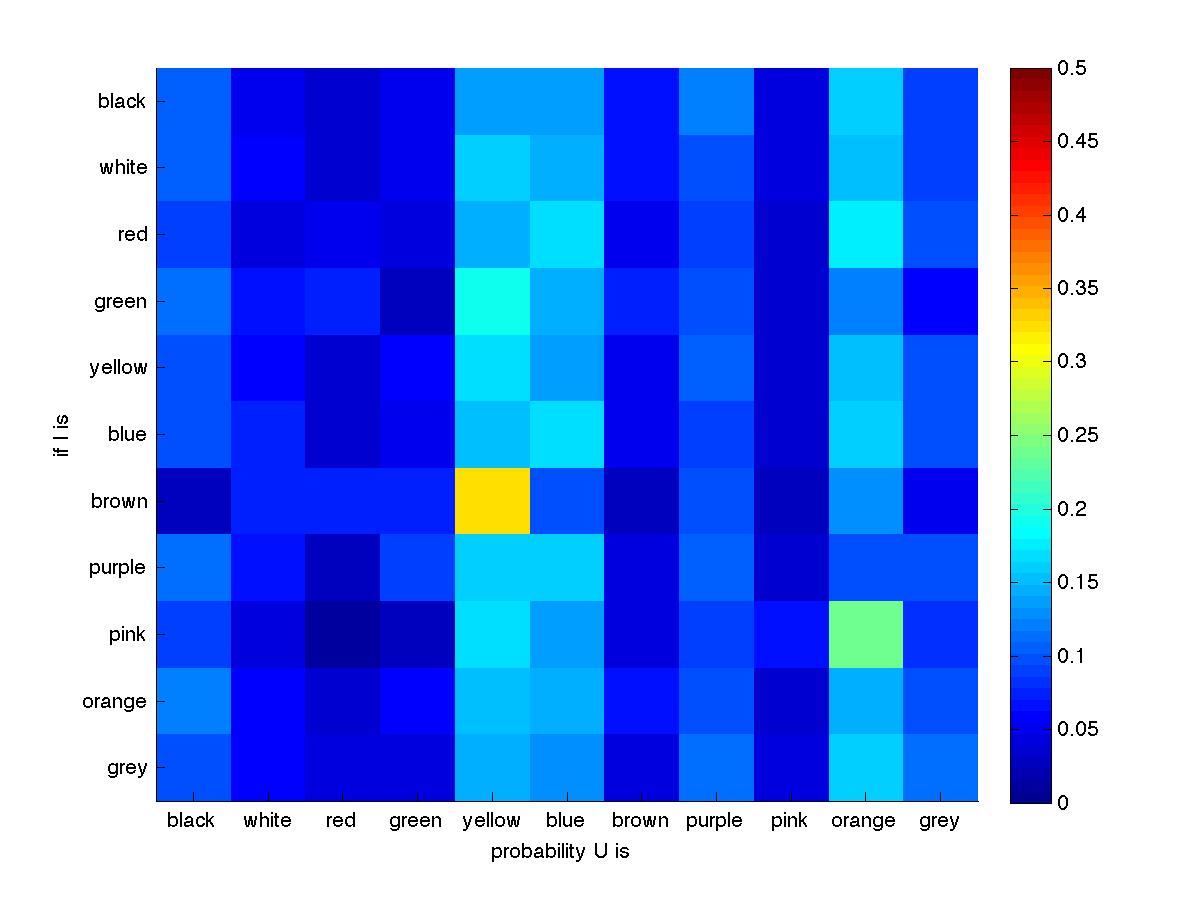 black
white
red
green
yellow
blue
brown
purple
pink
orange
grey
if I is
black white red green yellow blue brown purple pink orange grey
probability U is
0.5
0.45
0.4
0.35
0.3
0.25
0.2
0.15
0.1
0.05
0